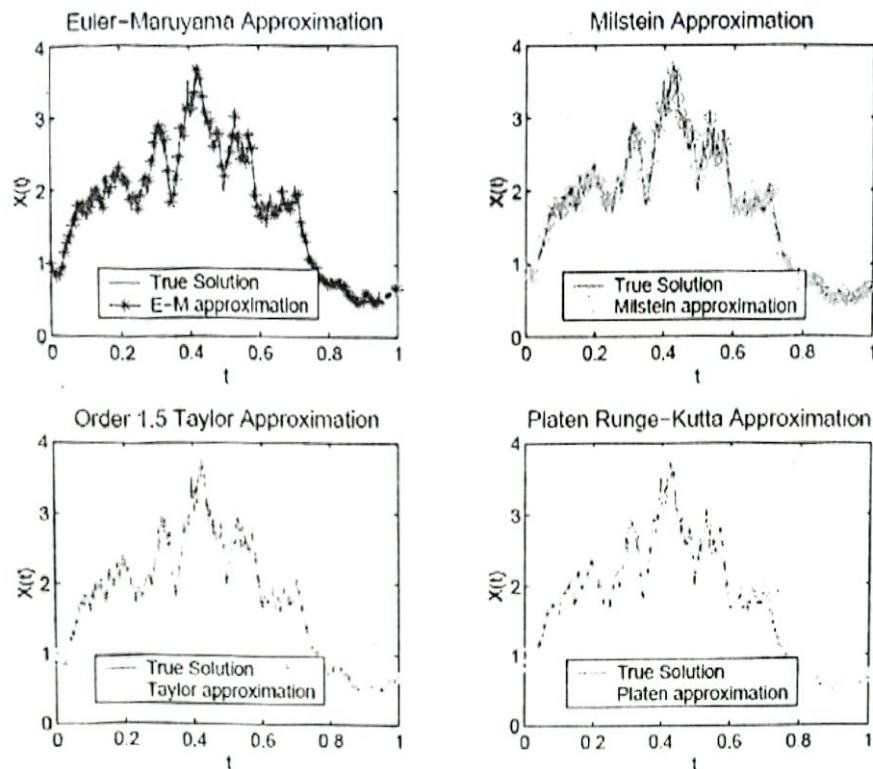 Euler-Maruyama Approximation
4
3
2
1
0
X(t)
True Solution
E-M approximation
0
0.2
0.4
0.6
0.8
1
t
Milstein Approximation
4
3
2
1
0
X(t)
True Solution
Milstein approximation
0
0.2
0.4
0.6
0.8
1
t
Order 1.5 Taylor Approximation
4
3
2
1
0
X(t)
True Solution
Taylor approximation
0
0.2
0.4
0.6
0.8
1
t
Platen Runge-Kutta Approximation
4
3
2
1
0
X(t)
True Solution
Platen approximation
0
0.2
0.4
0.6
0.8
1
t